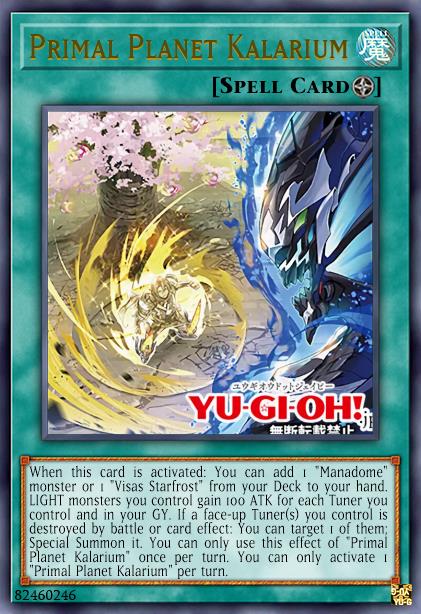 PRIMAL PLANET KALARIUM
SPELL
魔
[SPELL CARD]
ユウギオウドットジェイピー
YU-GI-OH!
無断転載禁止
When this card is activated: You can add 1 "Manadome"
monster or 1 "Visas Starfrost" from your Deck to your hand.
LIGHT monsters you control gain 100 ATK for each Tuner you
control and in your GY. If a face-up Tuner(s) you control is
destroyed by battle or card effect: You can target 1 of them;
Special Summon it. You can only use this effect of "Primal
Planet Kalarium" once per turn. You can only activate 1
"Primal Planet Kalarium" per turn.
82460246